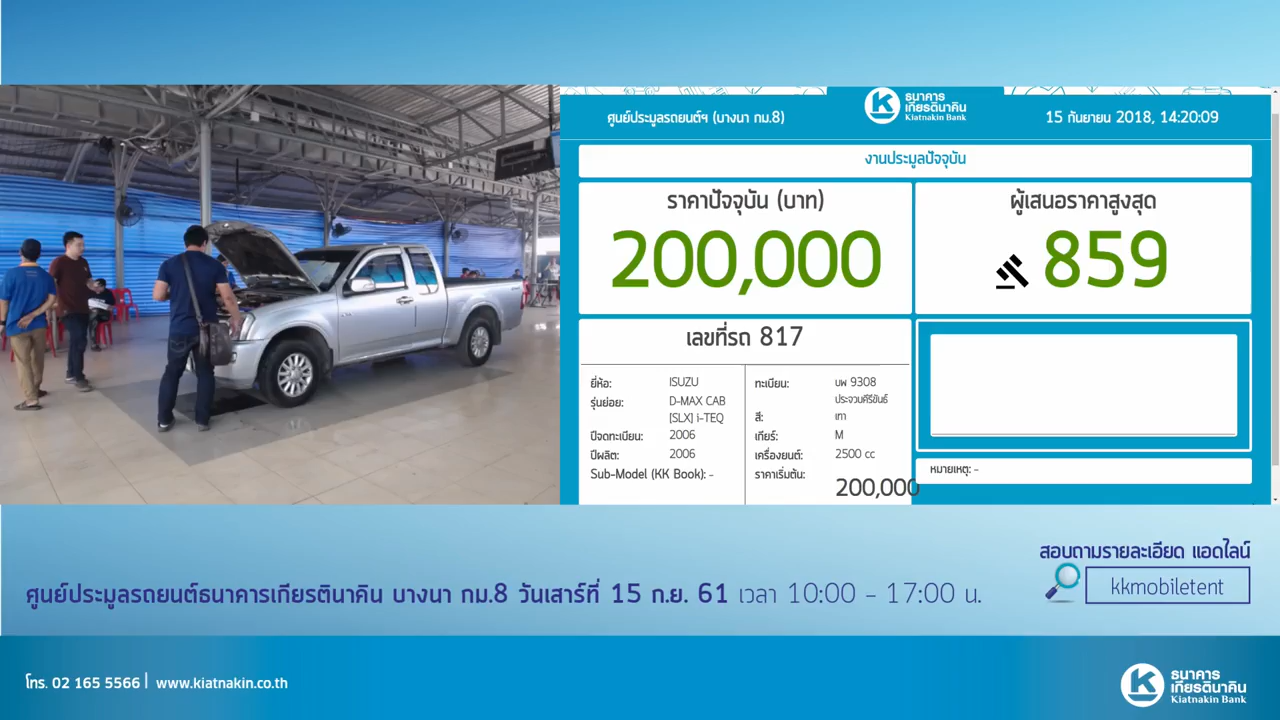 ศูนย์ประมูลรถยนต์ฯ (บางนา กม.8)
ธนาคาร
เกียรตินาคิน
Kiatnakin Bank
15 กันยายน 2018, 14:20:09
งานประมูลปัจจุบัน
ราคาปัจจุบัน (บาท)
200,000
ผู้เสนอราคาสูงสุด
859
เลขที่รถ 817
ยี่ห้อ: ISUZU
รุ่นย่อย: D-MAX CAB
[SLX] i-TEQ
ปีจดทะเบียน: 2006
ปีผลิต: 2006
Sub-Model (KK Book): -
ทะเบียน: บพ 9308
ประจวบคีรีขันธ์
สี: เทา
เกียร์: M
เครื่องยนต์: 2500 cc
ราคาเริ่มต้น: 200,000
หมายเหตุ: -
สอบถามรายละเอียด แอดไลน์
kkmobiletent
ศูนย์ประมูลรถยนต์ธนาคารเกียรตินาคิน บางนา กม.8 วันเสาร์ที่ 15 ก.ย. 61 เวลา 10:00 - 17:00 น.
โทร. 02 165 5566 | www.kiatnakin.co.th
ธนาคาร
เกียรตินาคิน
Kiatnakin Bank